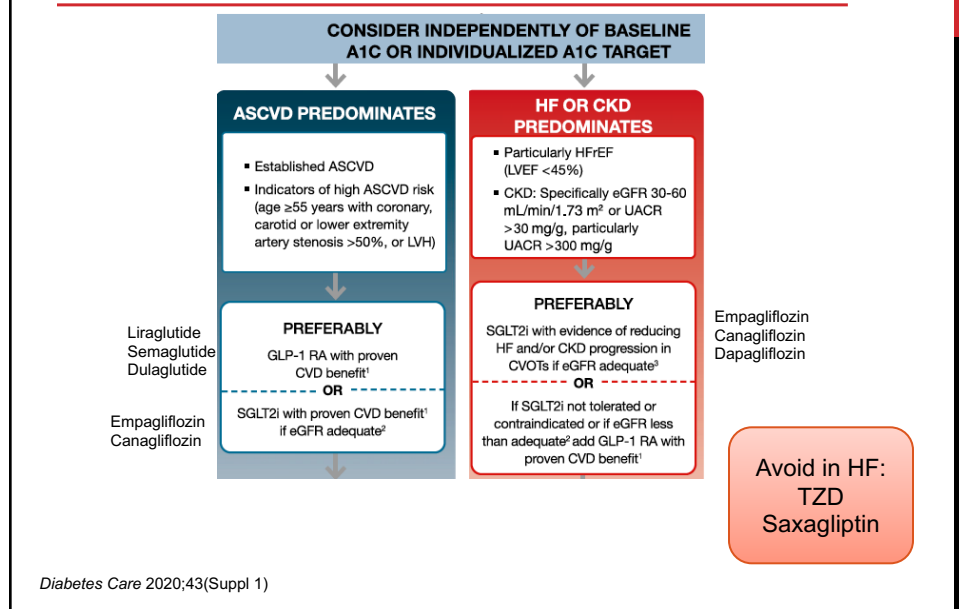 CONSIDER INDEPENDENTLY OF BASELINE
A1C OR INDIVIDUALIZED A1C TARGET
ASCVD PREDOMINATES
▪ Established ASCVD
▪ Indicators of high ASCVD risk
(age ≥55 years with coronary,
carotid or lower extremity
artery stenosis >50%, or LVH)
Liraglutide
Semaglutide
Dulaglutide
PREFERABLY
GLP-1 RA with proven
CVD benefit¹
OR
Empagliflozin
Canagliflozin
SGLT2i with proven CVD benefit¹
if eGFR adequate²
HF OR CKD
PREDOMINATES
▪ Particularly HFrEF
(LVEF <45%)
▪ CKD: Specifically eGFR 30-60
mL/min/1.73 m² or UACR
>30 mg/g, particularly
UACR >300 mg/g
PREFERABLY
SGLT2i with evidence of reducing
HF and/or CKD progression in
CVOTs if eGFR adequate³
OR
If SGLT2i not tolerated or
contraindicated or if eGFR less
than adequate² add GLP-1 RA with
proven CVD benefit¹
Empagliflozin
Canagliflozin
Dapagliflozin
Avoid in HF:
TZD
Saxagliptin
Diabetes Care 2020;43(Suppl 1)